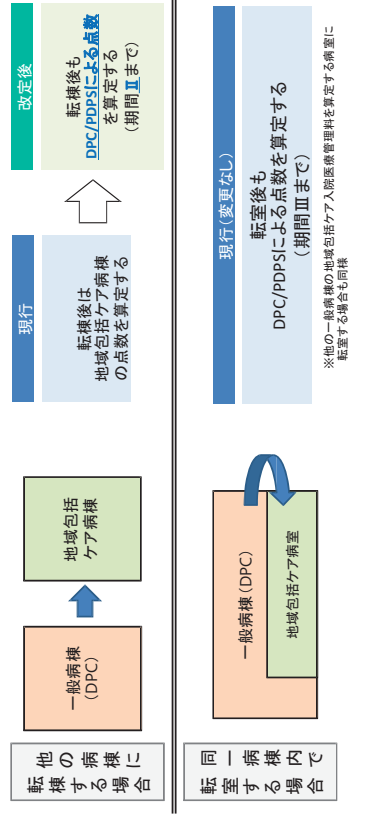 他の病棟に
転棟する場合
一般病棟
(DPC)
地域包括
ケア病棟
現行
転棟後は
地域包括ケア病棟
の点数を算定する
改定後
転棟後も
DPC/PDPSによる点数
を算定する
(期間Ⅱまで)
同一病棟内で
転室する場合
一般病棟(DPC)
地域包括ケア病室
現行(変更なし)
転室後も
DPC/PDPSによる点数を算定する
(期間Ⅲまで)
※他の一般病棟の地域包括ケア入院医療管理料を算定する病室に
転室する場合も同様